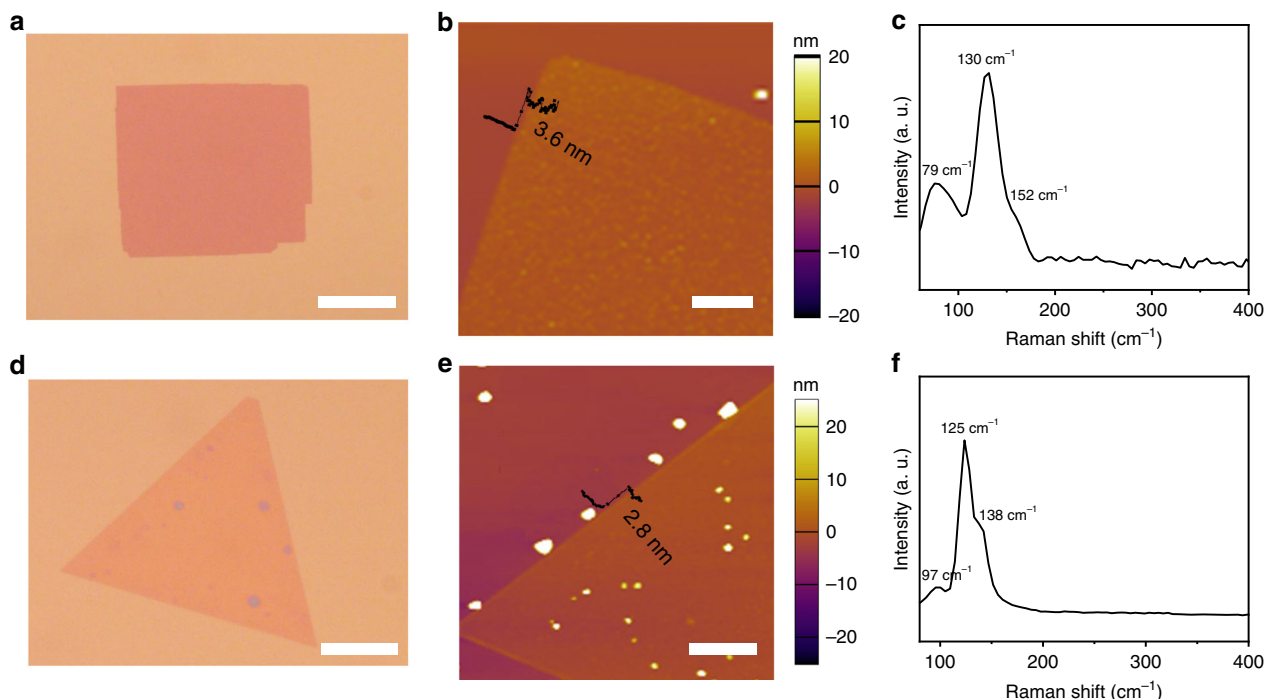 a
b
nm
20
10
0
–10
–20
3.6 nm
c
130 cm⁻¹
79 cm⁻¹
152 cm⁻¹
Intensity (a. u.)
100
200
300
400
Raman shift (cm⁻¹)
d
e
nm
20
10
0
–10
–20
2.8 nm
f
125 cm⁻¹
138 cm⁻¹
97 cm⁻¹
Intensity (a. u.)
100
200
300
400
Raman shift (cm⁻¹)